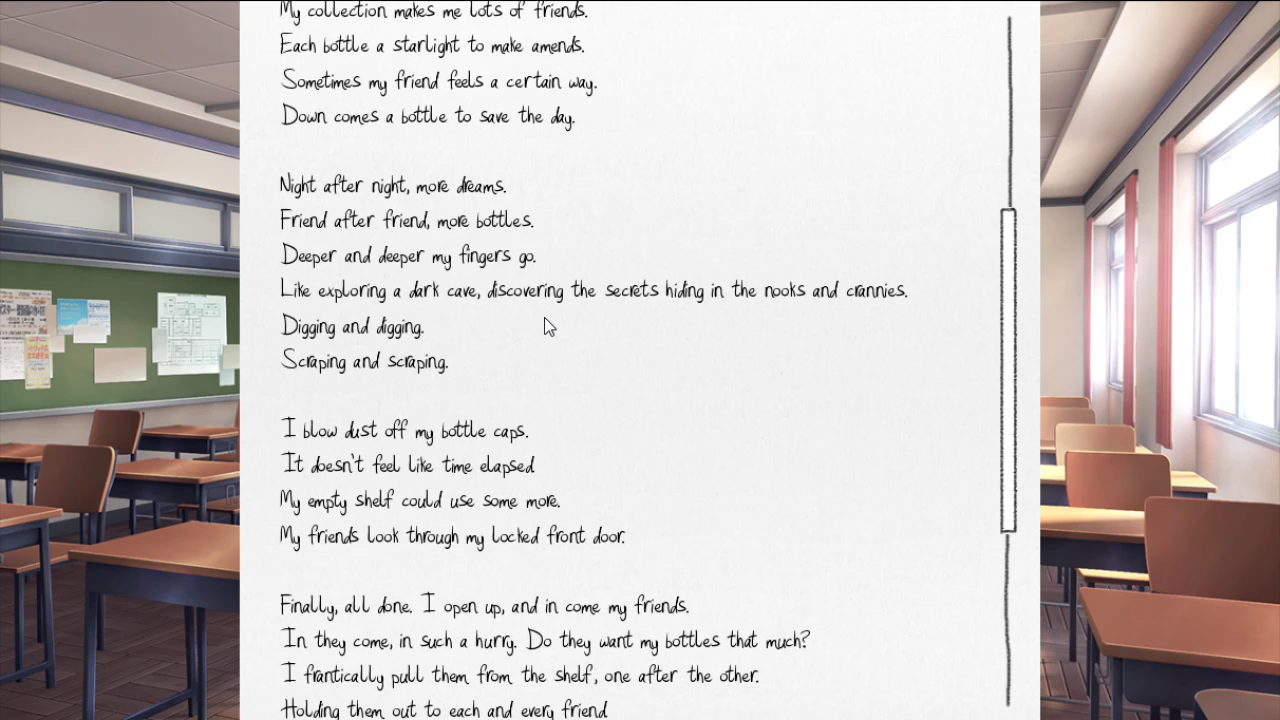 My collection makes me lots of friends.
Each bottle a starlight to make amends.
Sometimes my friend feels a certain way.
Down comes a bottle to save the day.
Night after night, more dreams.
Friend after friend, more bottles.
Deeper and deeper my fingers go.
Like exploring a dark cave, discovering the secrets hiding in the nooks and crannies.
Digging and digging.
Scraping and scraping.
I blow dust off my bottle caps.
It doesn't feel like time elapsed
My empty shelf could use some more.
My friends look through my locked front door.
Finally, all done. I open up, and in come my friends.
In they come, in such a hurry. Do they want my bottles that much?
I frantically pull them from the shelf, one after the other.
Holding them out to each and every friend